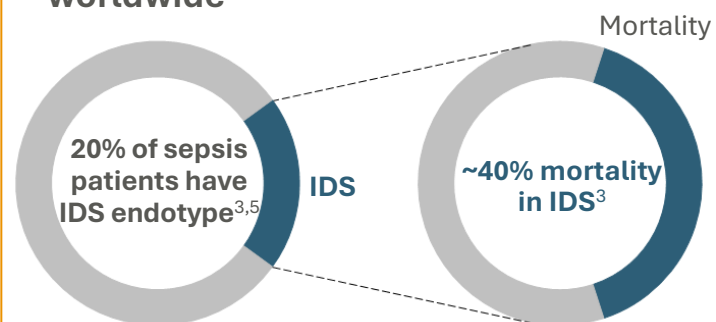 worldwide
Mortality
20% of sepsis
patients have
IDS endotype3,5
IDS
~40% mortality
in IDS3